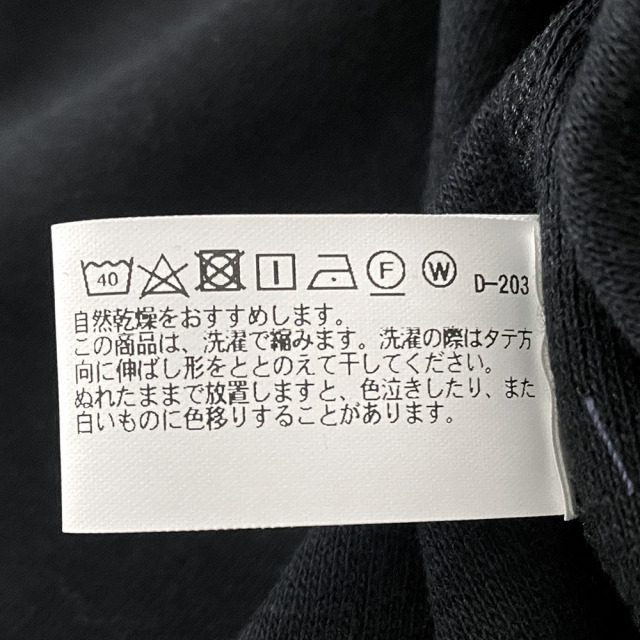 40 F W D-203
自然乾燥をおすすめします。
この商品は、洗濯で縮みます。洗濯の際はタテ方
向に伸ばし形をととのえて干してください。
ぬれたままで放置しますと、色泣きしたり、また
白いものに色移りすることがあります。